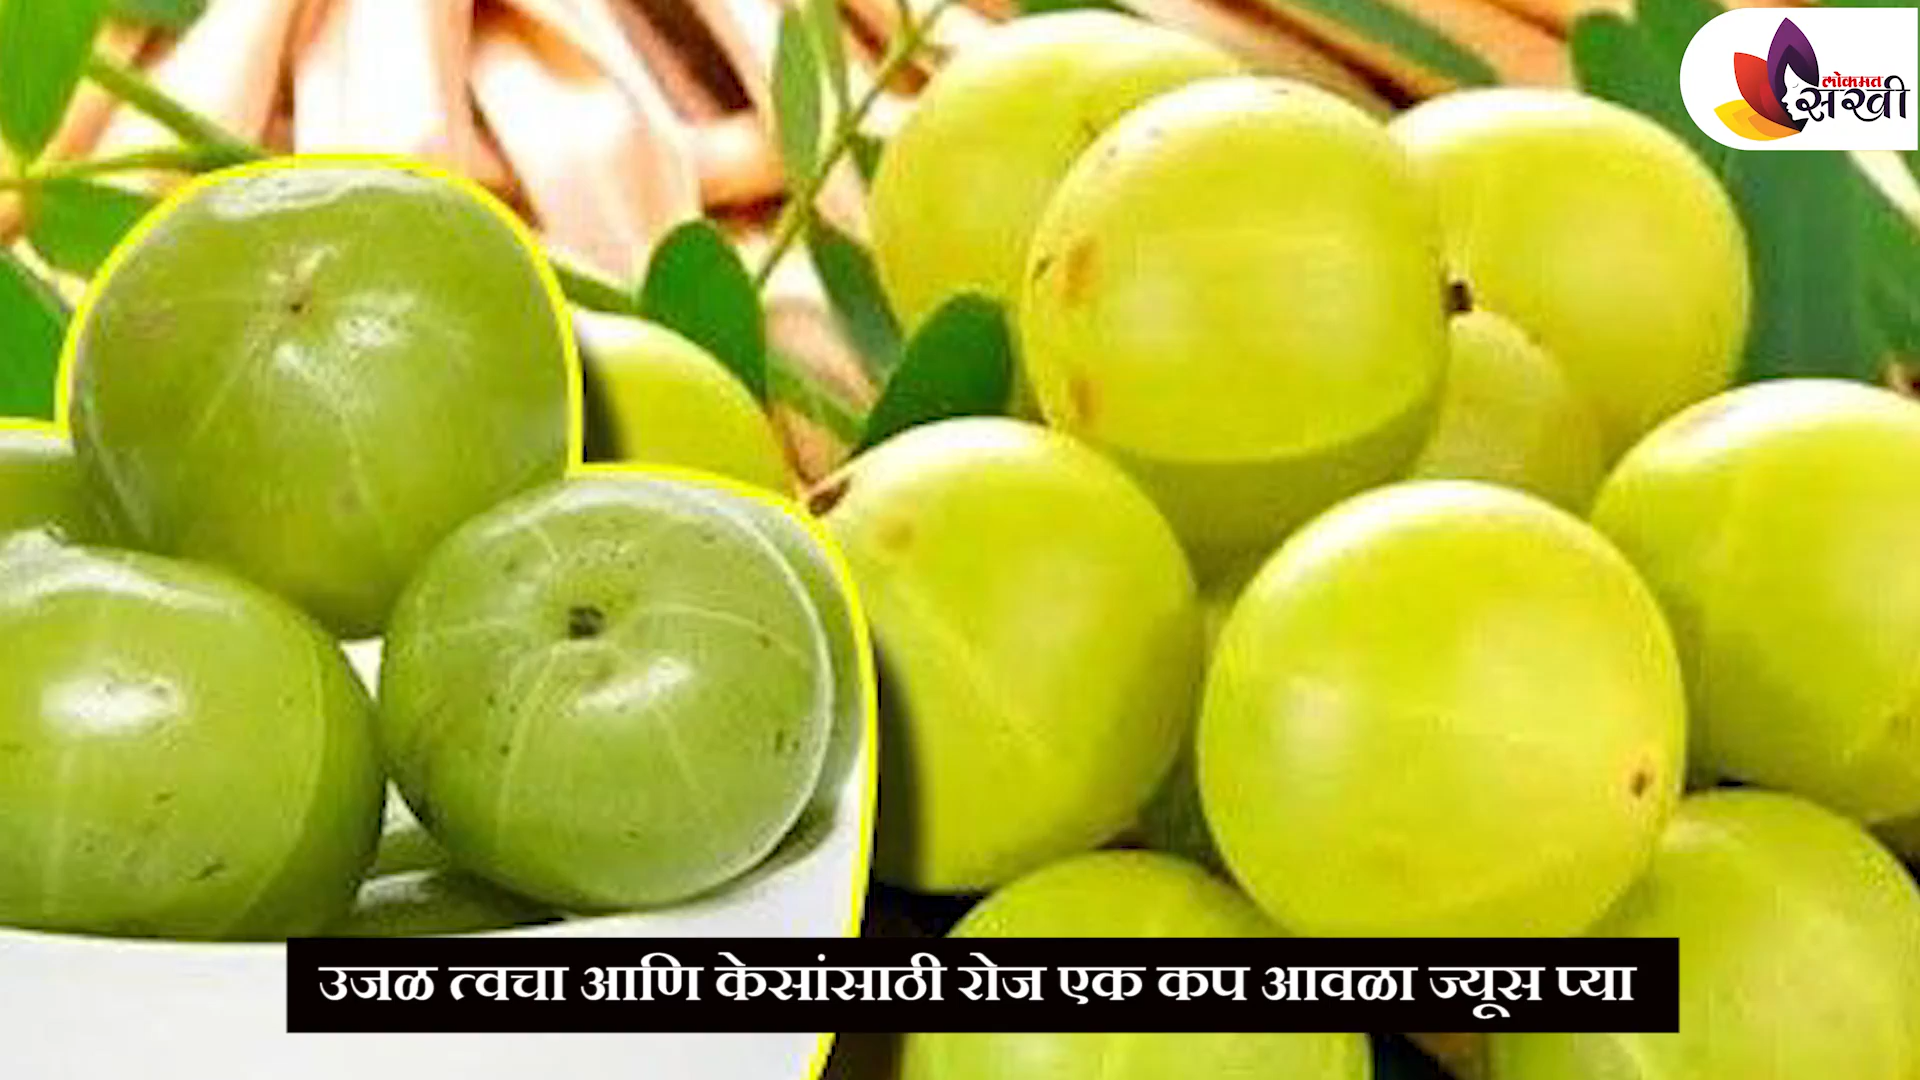 लोकमत
सखी
उजळ त्वचा आणि केसांसाठी रोज एक कप आवळा ज्यूस प्या